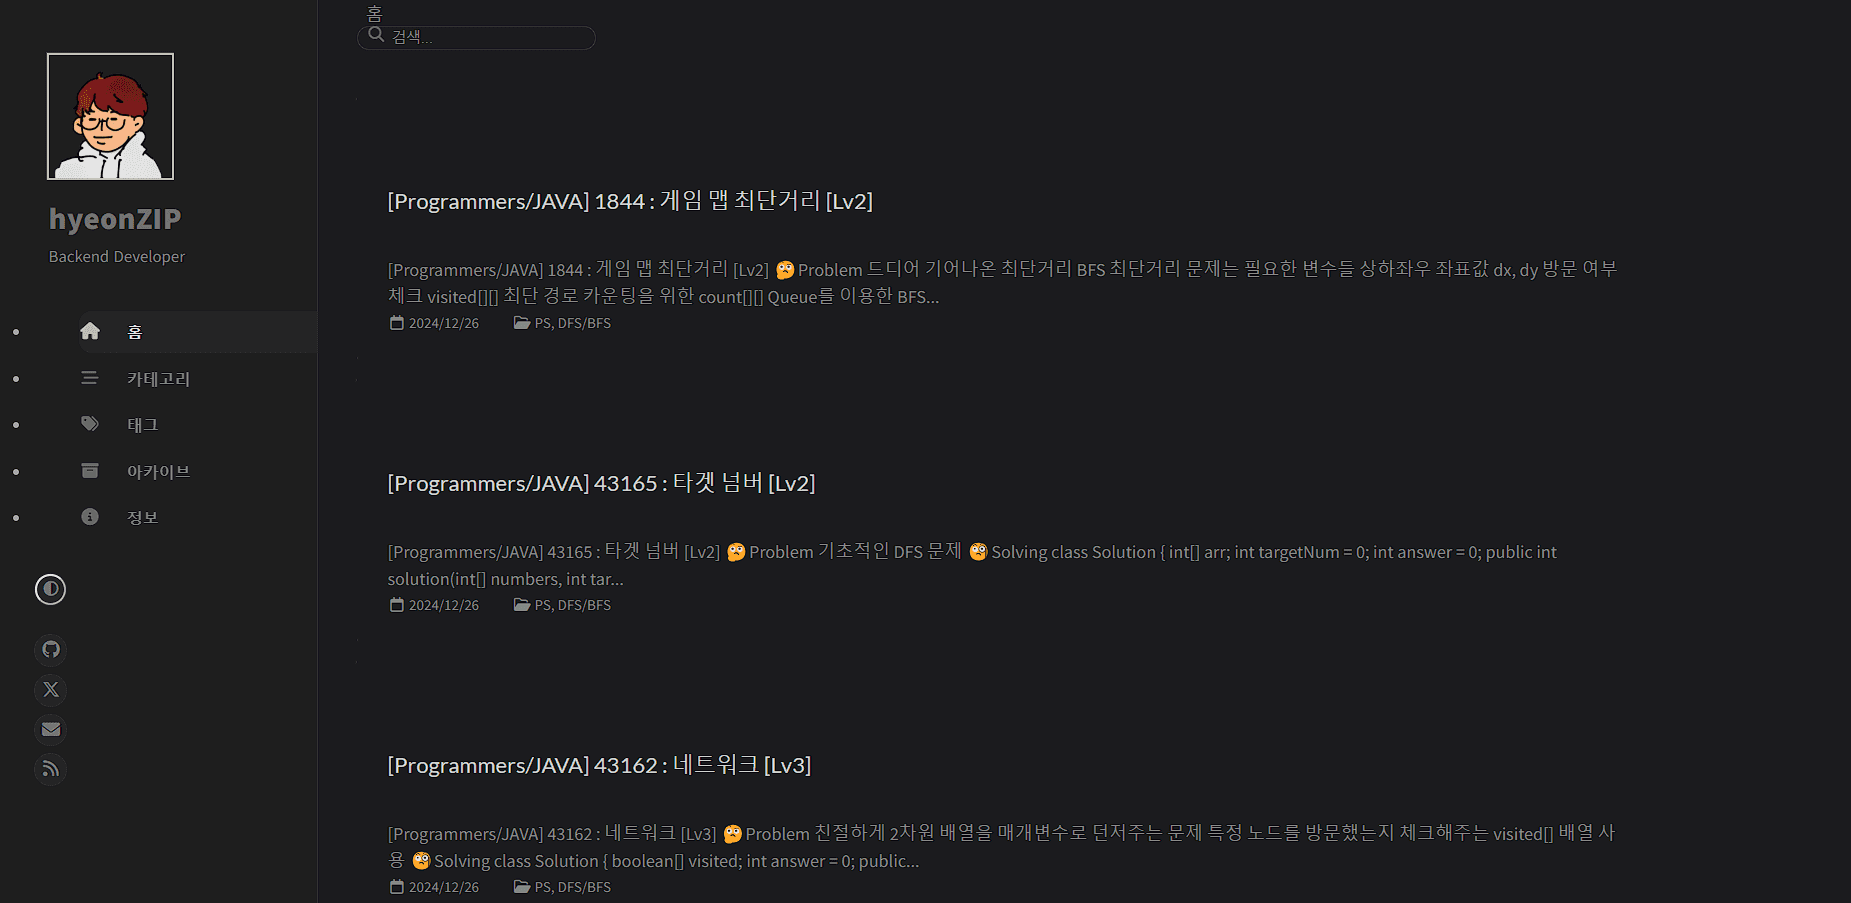 hyeonZIP
Backend Developer
홈
카테고리
태그
아카이브
정보
홈
검색...
[Programmers/JAVA] 1844 : 게임 맵 최단거리 [Lv2]
[Programmers/JAVA] 1844 : 게임 맵 최단거리 [Lv2] 🤔Problem 드디어 기어나온 최단거리 BFS 최단거리 문제는 필요한 변수들 상하좌우 좌표값 dx, dy 방문 여부
체크 visited[][] 최단 경로 카운팅을 위한 count[][] Queue를 이용한 BFS...
2024/12/26 PS, DFS/BFS
[Programmers/JAVA] 43165 : 타겟 넘버 [Lv2]
[Programmers/JAVA] 43165 : 타겟 넘버 [Lv2] 🤔Problem 기초적인 DFS 문제 🧐Solving class Solution { int[] arr; int targetNum = 0; int answer = 0; public int
solution(int[] numbers, int tar...
2024/12/26 PS, DFS/BFS
[Programmers/JAVA] 43162 : 네트워크 [Lv3]
[Programmers/JAVA] 43162 : 네트워크 [Lv3] 🤔Problem 친절하게 2차원 배열을 매개변수로 던저주는 문제 특정 노드를 방문했는지 체크해주는 visited[] 배열 사
용 🧐Solving class Solution { boolean[] visited; int answer = 0; public...
2024/12/26 PS, DFS/BFS